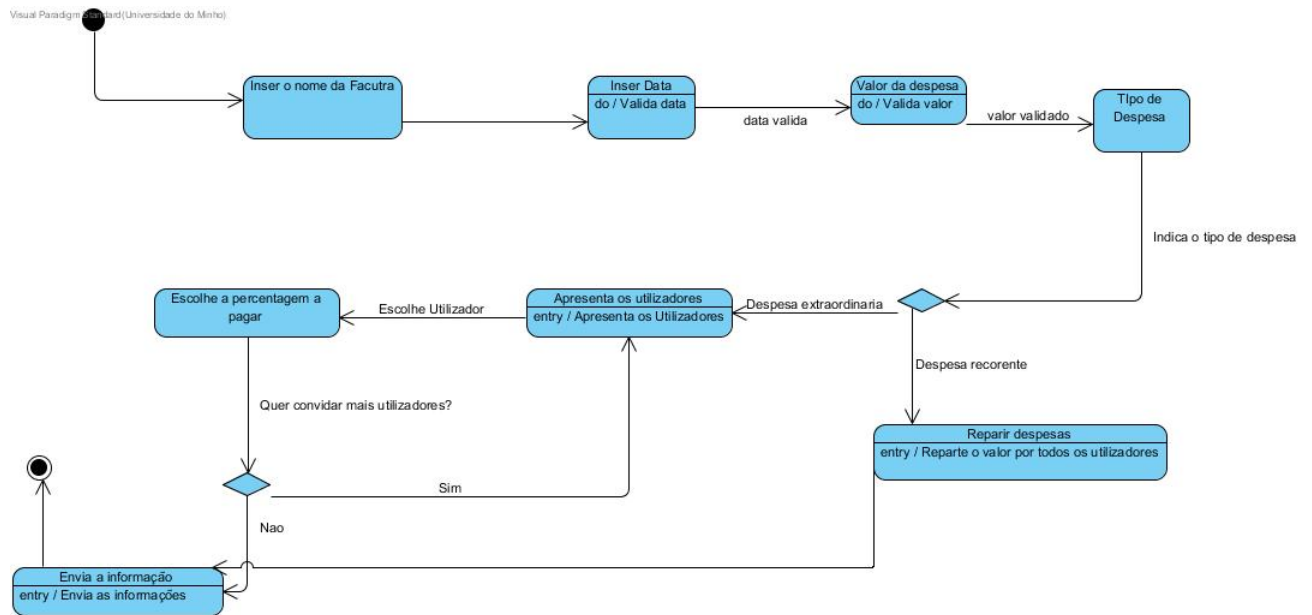 Visual Paradigm Standard(Universidade do Minho)
Inser o nome da Facutra
Inser Data
do / Valida data
data valida
Valor da despesa
do / Valida valor
valor validado
TIpo de
Despesa
Indica o tipo de despesa
Despesa extraordinaria
Apresenta os utilizadores
entry / Apresenta os Utilizadores
Escolhe Utilizador
Escolhe a percentagem a
pagar
Despesa recorente
Quer convidar mais utilizadores?
Reparir despesas
entry / Reparte o valor por todos os utilizadores
Sim
Nao
Envia a informação
entry / Envia as informações